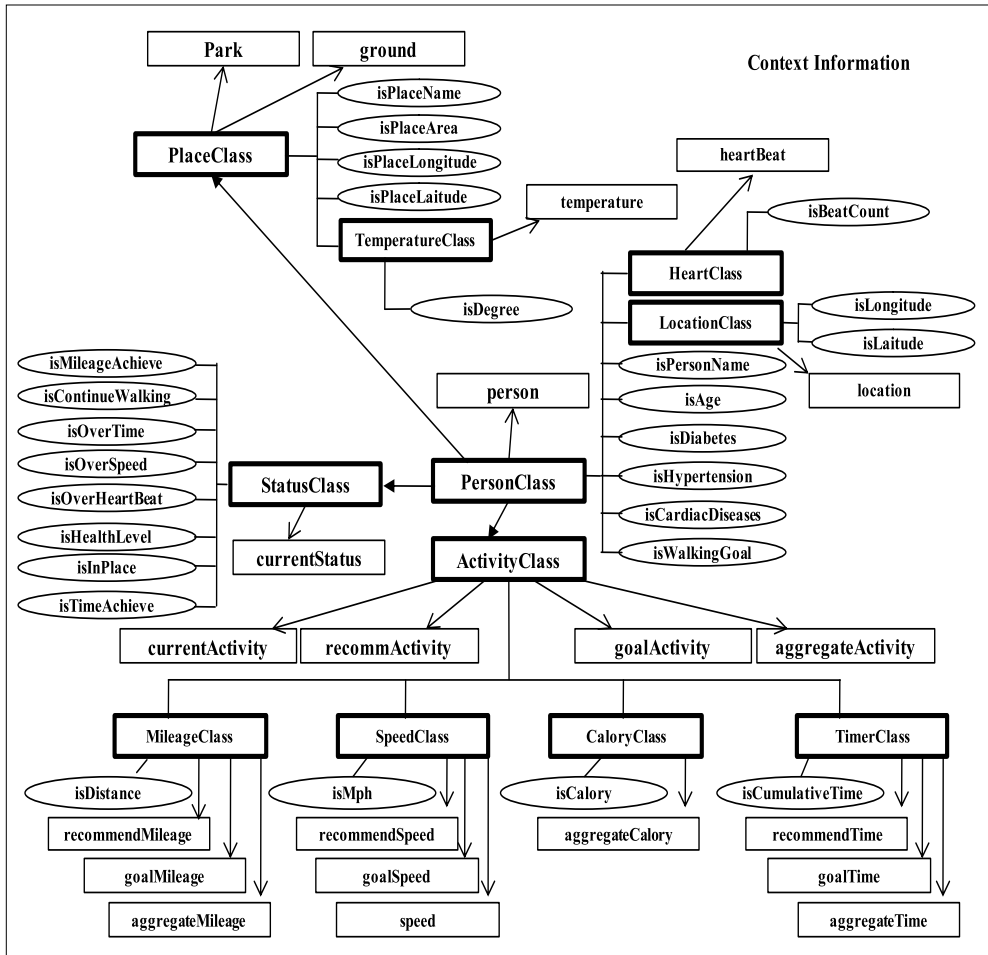 Park
ground
Context Information
isPlaceName
isPlaceArea
PlaceClass
isPlaceLongitude
heartBeat
isPlaceLaitude
temperature
isBeatCount
TemperatureClass
HeartClass
isDegree
LocationClass
isLongitude
isLaitude
isMileageAchieve
isPersonName
location
isContinueWalking
person
isAge
isOverTime
isDiabetes
isOverSpeed
StatusClass
PersonClass
isHypertension
isOverHeartBeat
isCardiacDiseases
isHealthLevel
currentStatus
ActivityClass
isWalkingGoal
isInPlace
isTimeAchieve
currentActivity
recommActivity
goalActivity
aggregateActivity
MileageClass
SpeedClass
CaloryClass
TimerClass
isDistance
isMph
isCalory
isCumulativeTime
recommendMileage
recommendSpeed
aggregateCalory
recommendTime
goalMileage
goalSpeed
goalTime
aggregateMileage
speed
aggregateTime